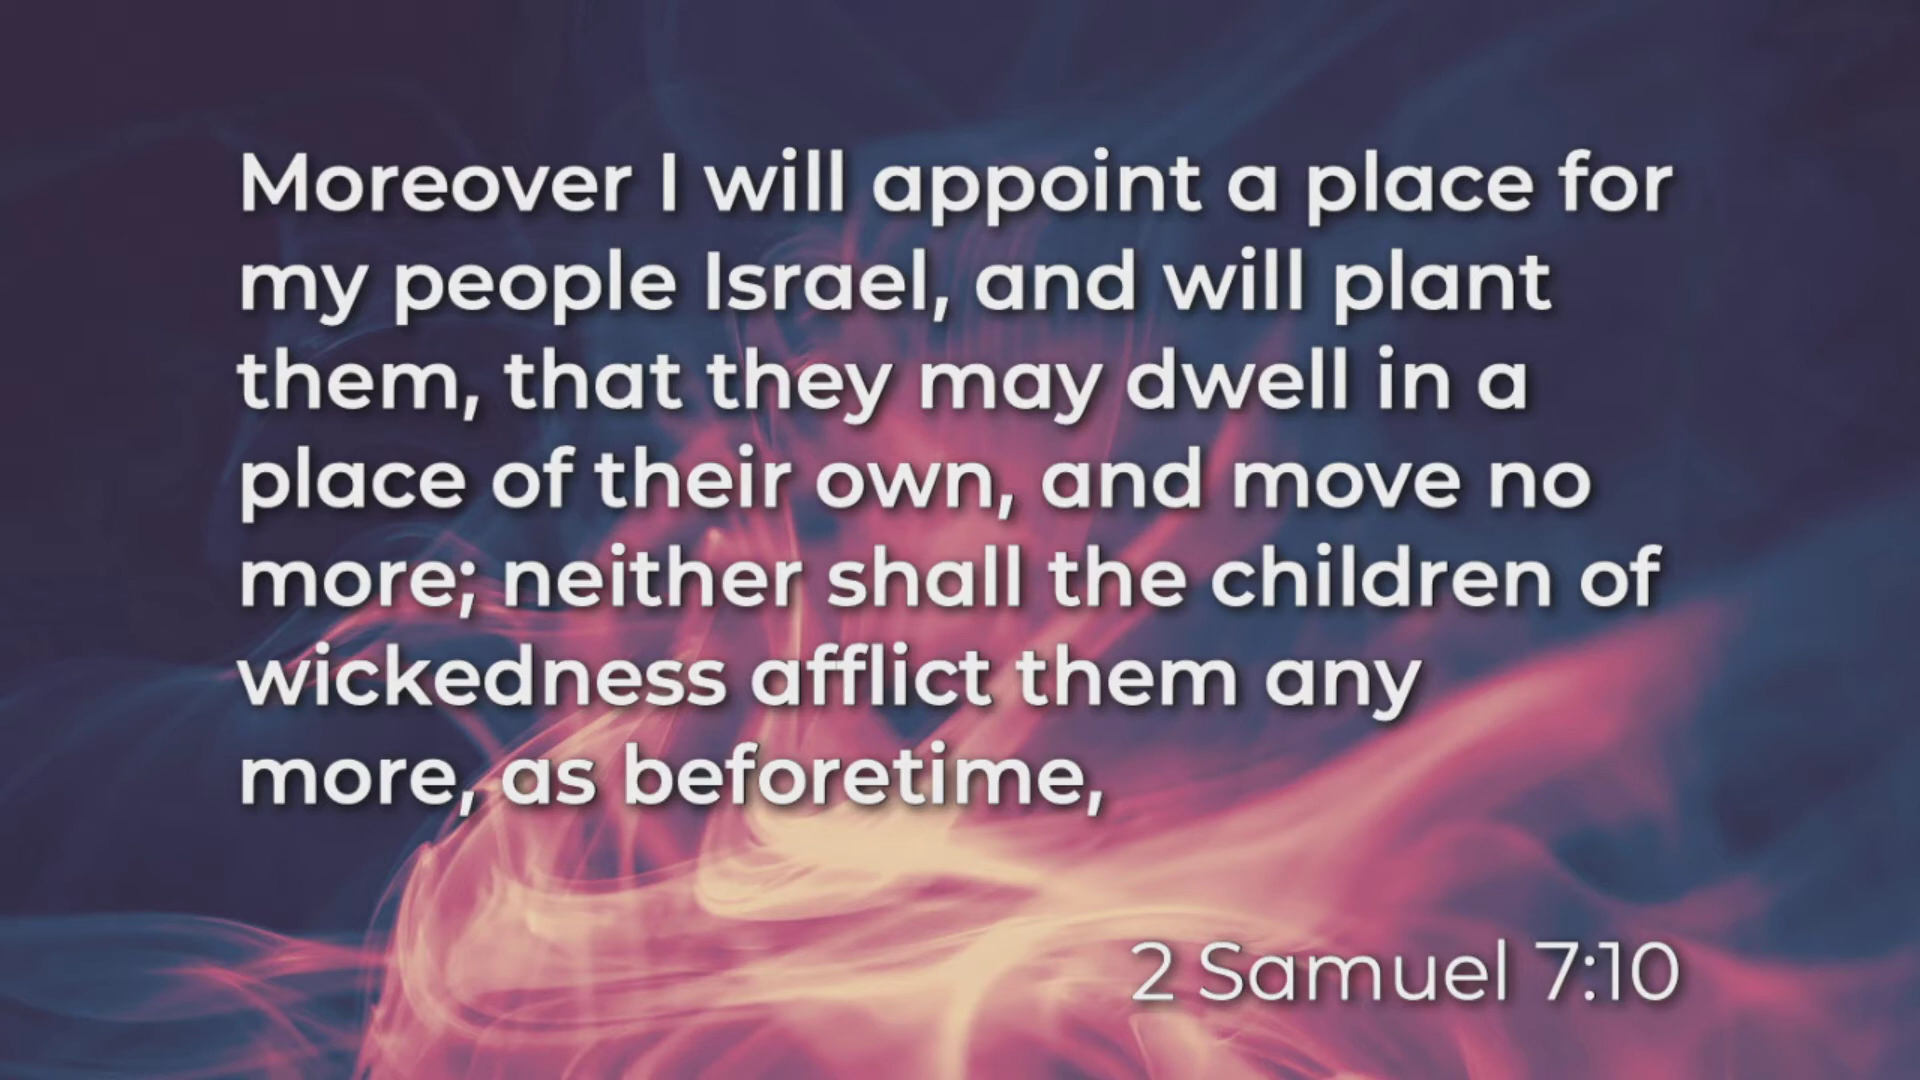 Moreover I will appoint a place for
my people Israel, and will plant
them, that they may dwell in a
place of their own, and move no
more; neither shall the children of
wickedness afflict them any
more, as beforetime,
2 Samuel 7:10